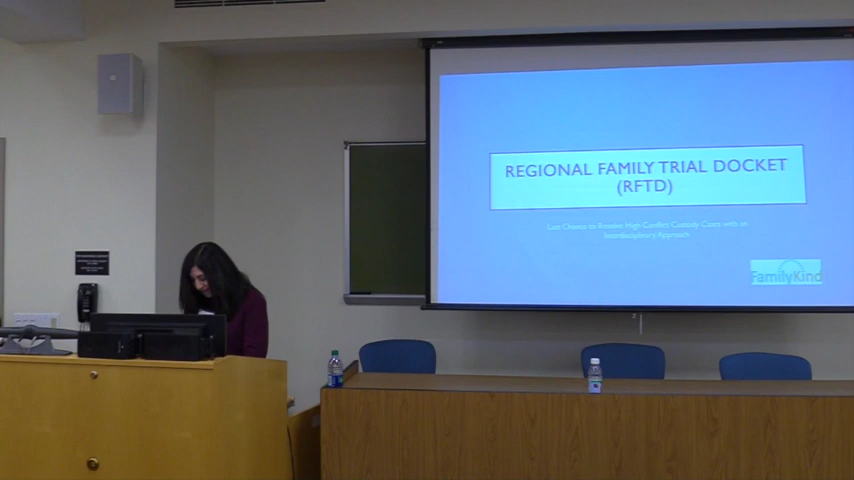 REGIONAL FAMILY TRIAL DOCKET
(RFTD)
Last Chance to Resolve High Conflict Custody Cases with an
Interdisciplinary Approach
FamilyKind